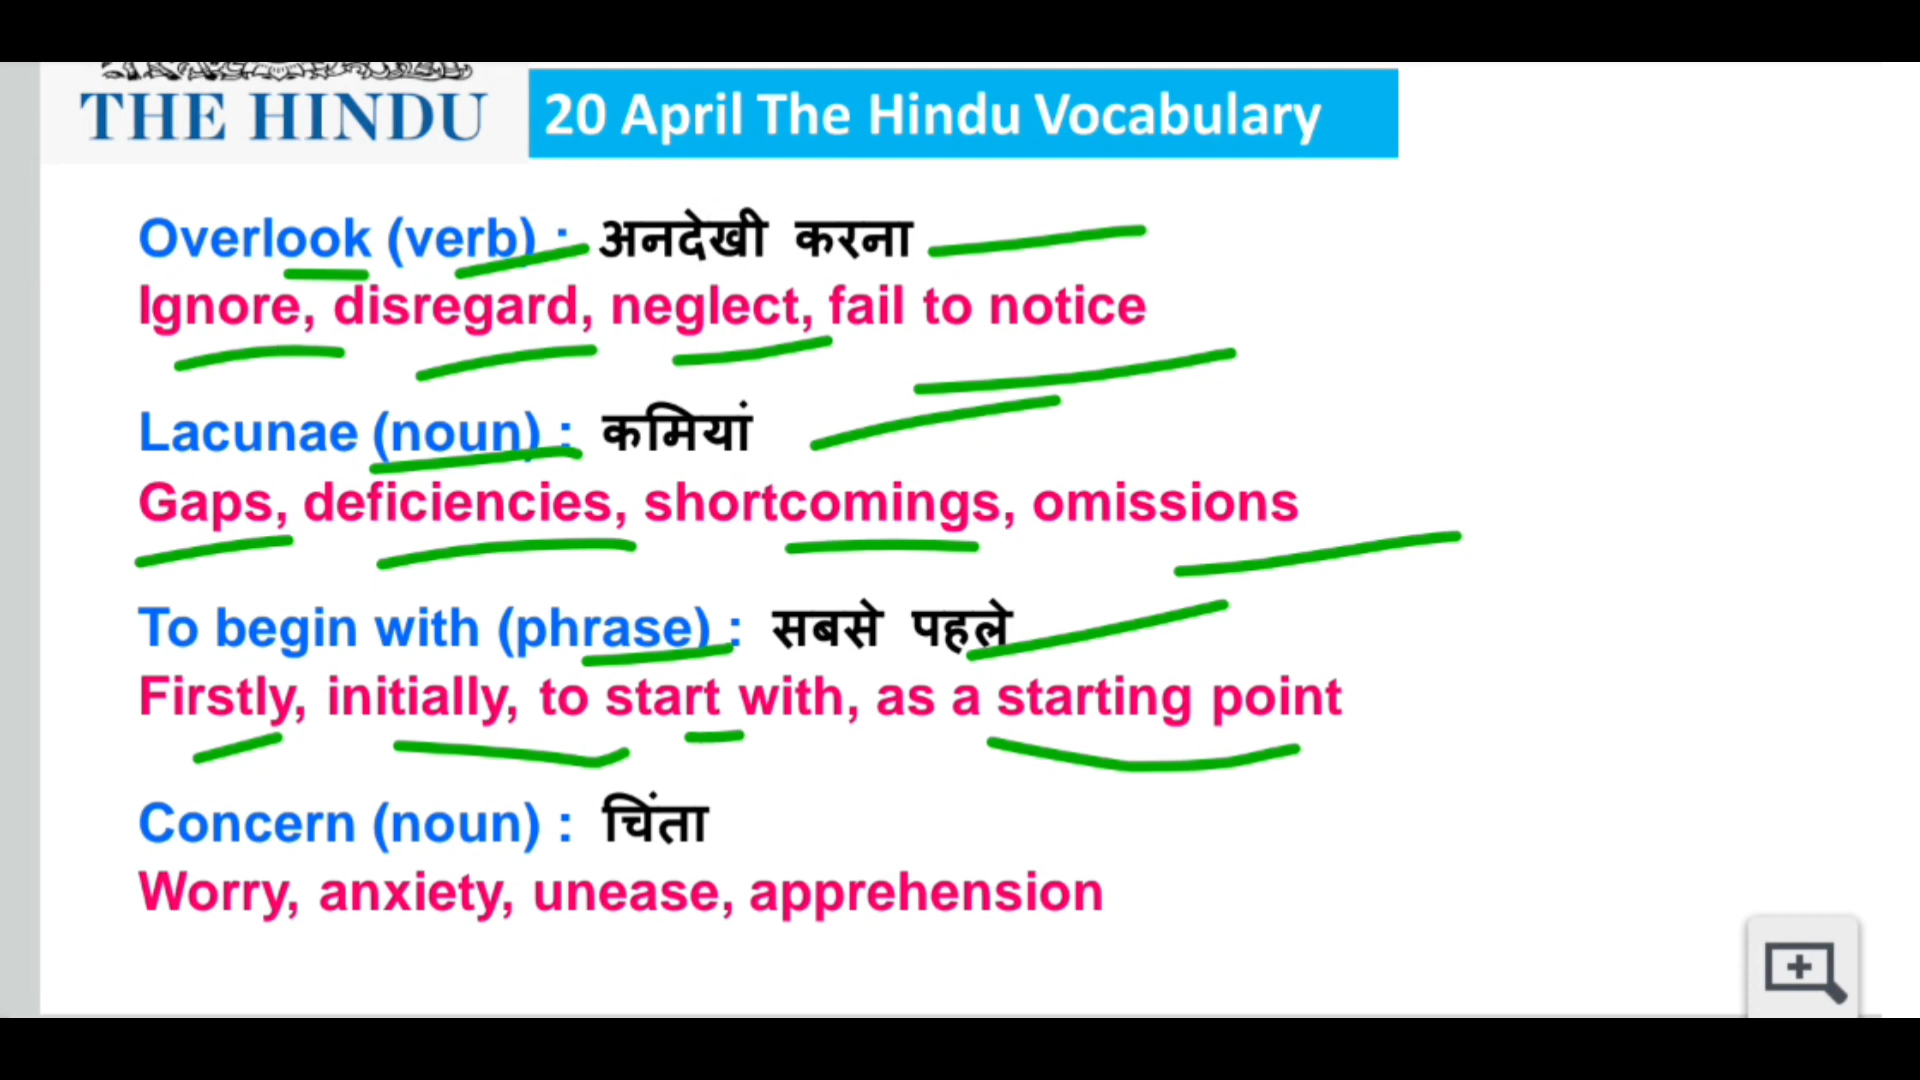 THE HINDU
20 April The Hindu Vocabulary
Overlook (verb) : अनदेखी करना
Ignore, disregard, neglect, fail to notice
Lacunae (noun) : कमियां
Gaps, deficiencies, shortcomings, omissions
To begin with (phrase) : सबसे पहले
Firstly, initially, to start with, as a starting point
Concern (noun) : चिंता
Worry, anxiety, unease, apprehension